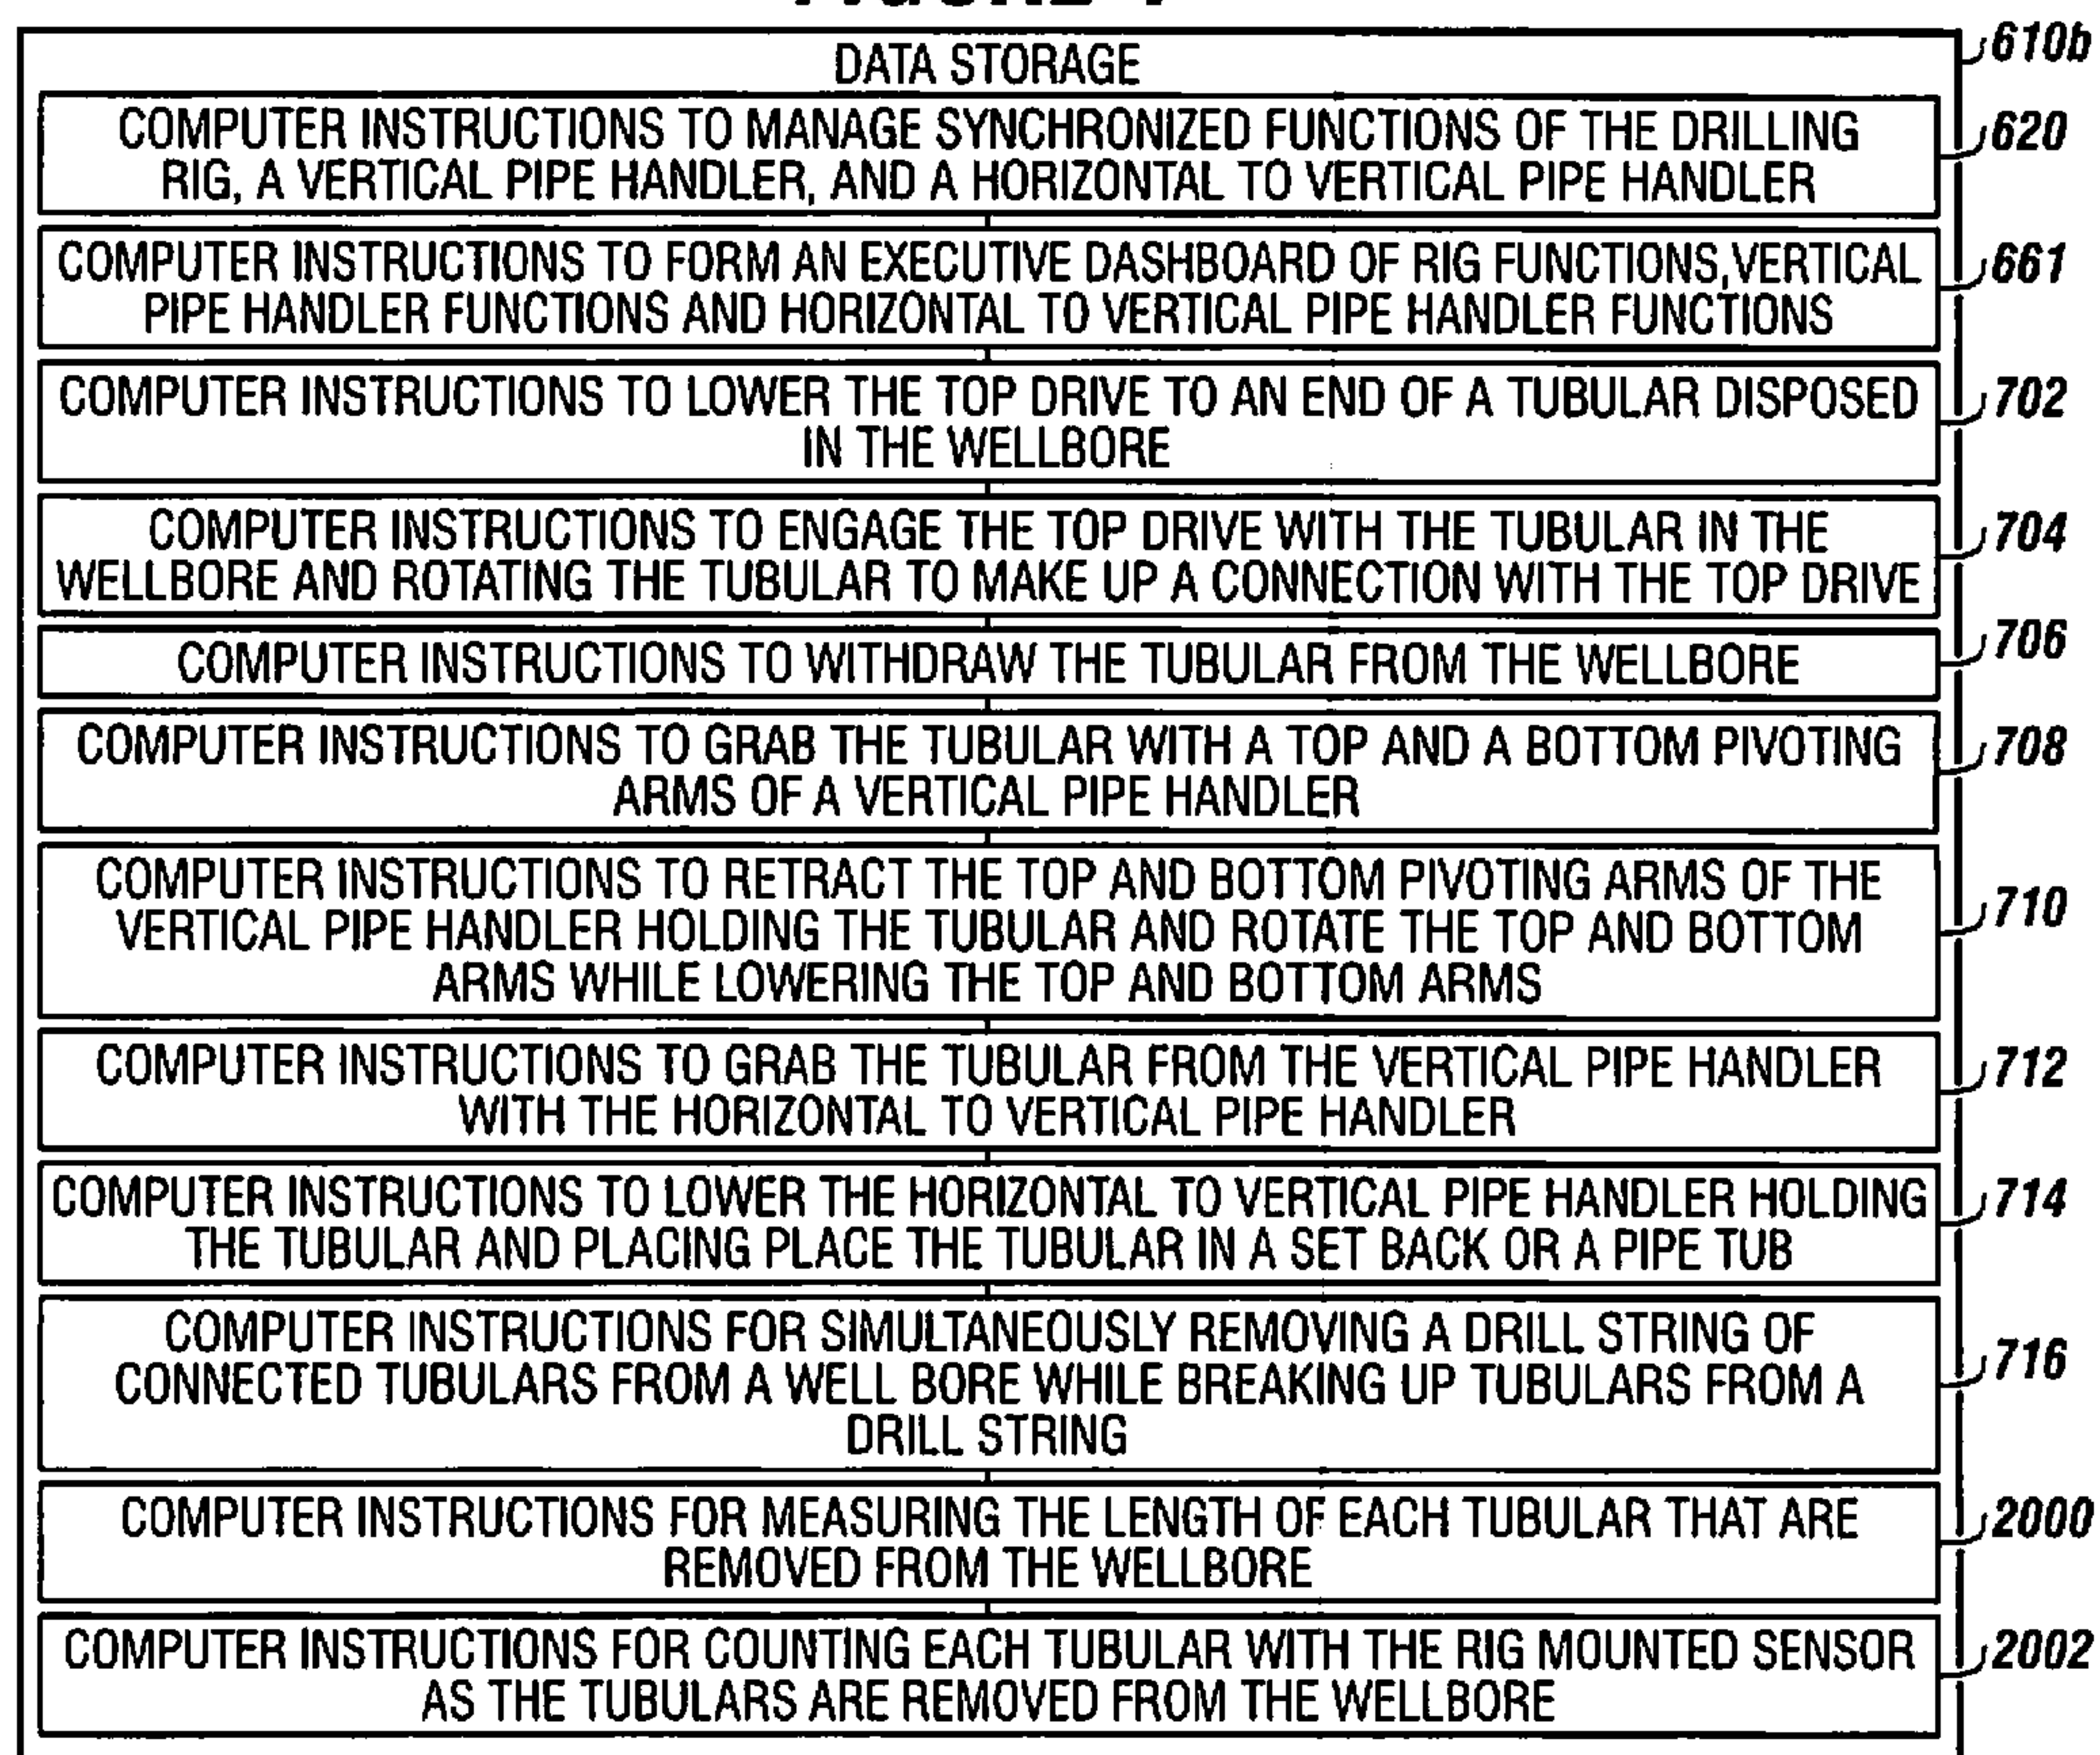 DATA STORAGE
610b
COMPUTER INSTRUCTIONS TO MANAGE SYNCHRONIZED FUNCTIONS OF THE DRILLING
RIG, A VERTICAL PIPE HANDLER, AND A HORIZONTAL TO VERTICAL PIPE HANDLER
620
COMPUTER INSTRUCTIONS TO FORM AN EXECUTIVE DASHBOARD OF RIG FUNCTIONS,VERTICAL
PIPE HANDLER FUNCTIONS AND HORIZONTAL TO VERTICAL PIPE HANDLER FUNCTIONS
661
COMPUTER INSTRUCTIONS TO LOWER THE TOP DRIVE TO AN END OF A TUBULAR DISPOSED
IN THE WELLBORE
702
COMPUTER INSTRUCTIONS TO ENGAGE THE TOP DRIVE WITH THE TUBULAR IN THE
WELLBORE AND ROTATING THE TUBULAR TO MAKE UP A CONNECTION WITH THE TOP DRIVE
704
COMPUTER INSTRUCTIONS TO WITHDRAW THE TUBULAR FROM THE WELLBORE
706
COMPUTER INSTRUCTIONS TO GRAB THE TUBULAR WITH A TOP AND A BOTTOM PIVOTING
ARMS OF A VERTICAL PIPE HANDLER
708
COMPUTER INSTRUCTIONS TO RETRACT THE TOP AND BOTTOM PIVOTING ARMS OF THE
VERTICAL PIPE HANDLER HOLDING THE TUBULAR AND ROTATE THE TOP AND BOTTOM
ARMS WHILE LOWERING THE TOP AND BOTTOM ARMS
710
COMPUTER INSTRUCTIONS TO GRAB THE TUBULAR FROM THE VERTICAL PIPE HANDLER
WITH THE HORIZONTAL TO VERTICAL PIPE HANDLER
712
COMPUTER INSTRUCTIONS TO LOWER THE HORIZONTAL TO VERTICAL PIPE HANDLER HOLDING
THE TUBULAR AND PLACING PLACE THE TUBULAR IN A SET BACK OR A PIPE TUB
714
COMPUTER INSTRUCTIONS FOR SIMULTANEOUSLY REMOVING A DRILL STRING OF
CONNECTED TUBULARS FROM A WELL BORE WHILE BREAKING UP TUBULARS FROM A
DRILL STRING
716
COMPUTER INSTRUCTIONS FOR MEASURING THE LENGTH OF EACH TUBULAR THAT ARE
REMOVED FROM THE WELLBORE
2000
COMPUTER INSTRUCTIONS FOR COUNTING EACH TUBULAR WITH THE RIG MOUNTED SENSOR
AS THE TUBULARS ARE REMOVED FROM THE WELLBORE
2002